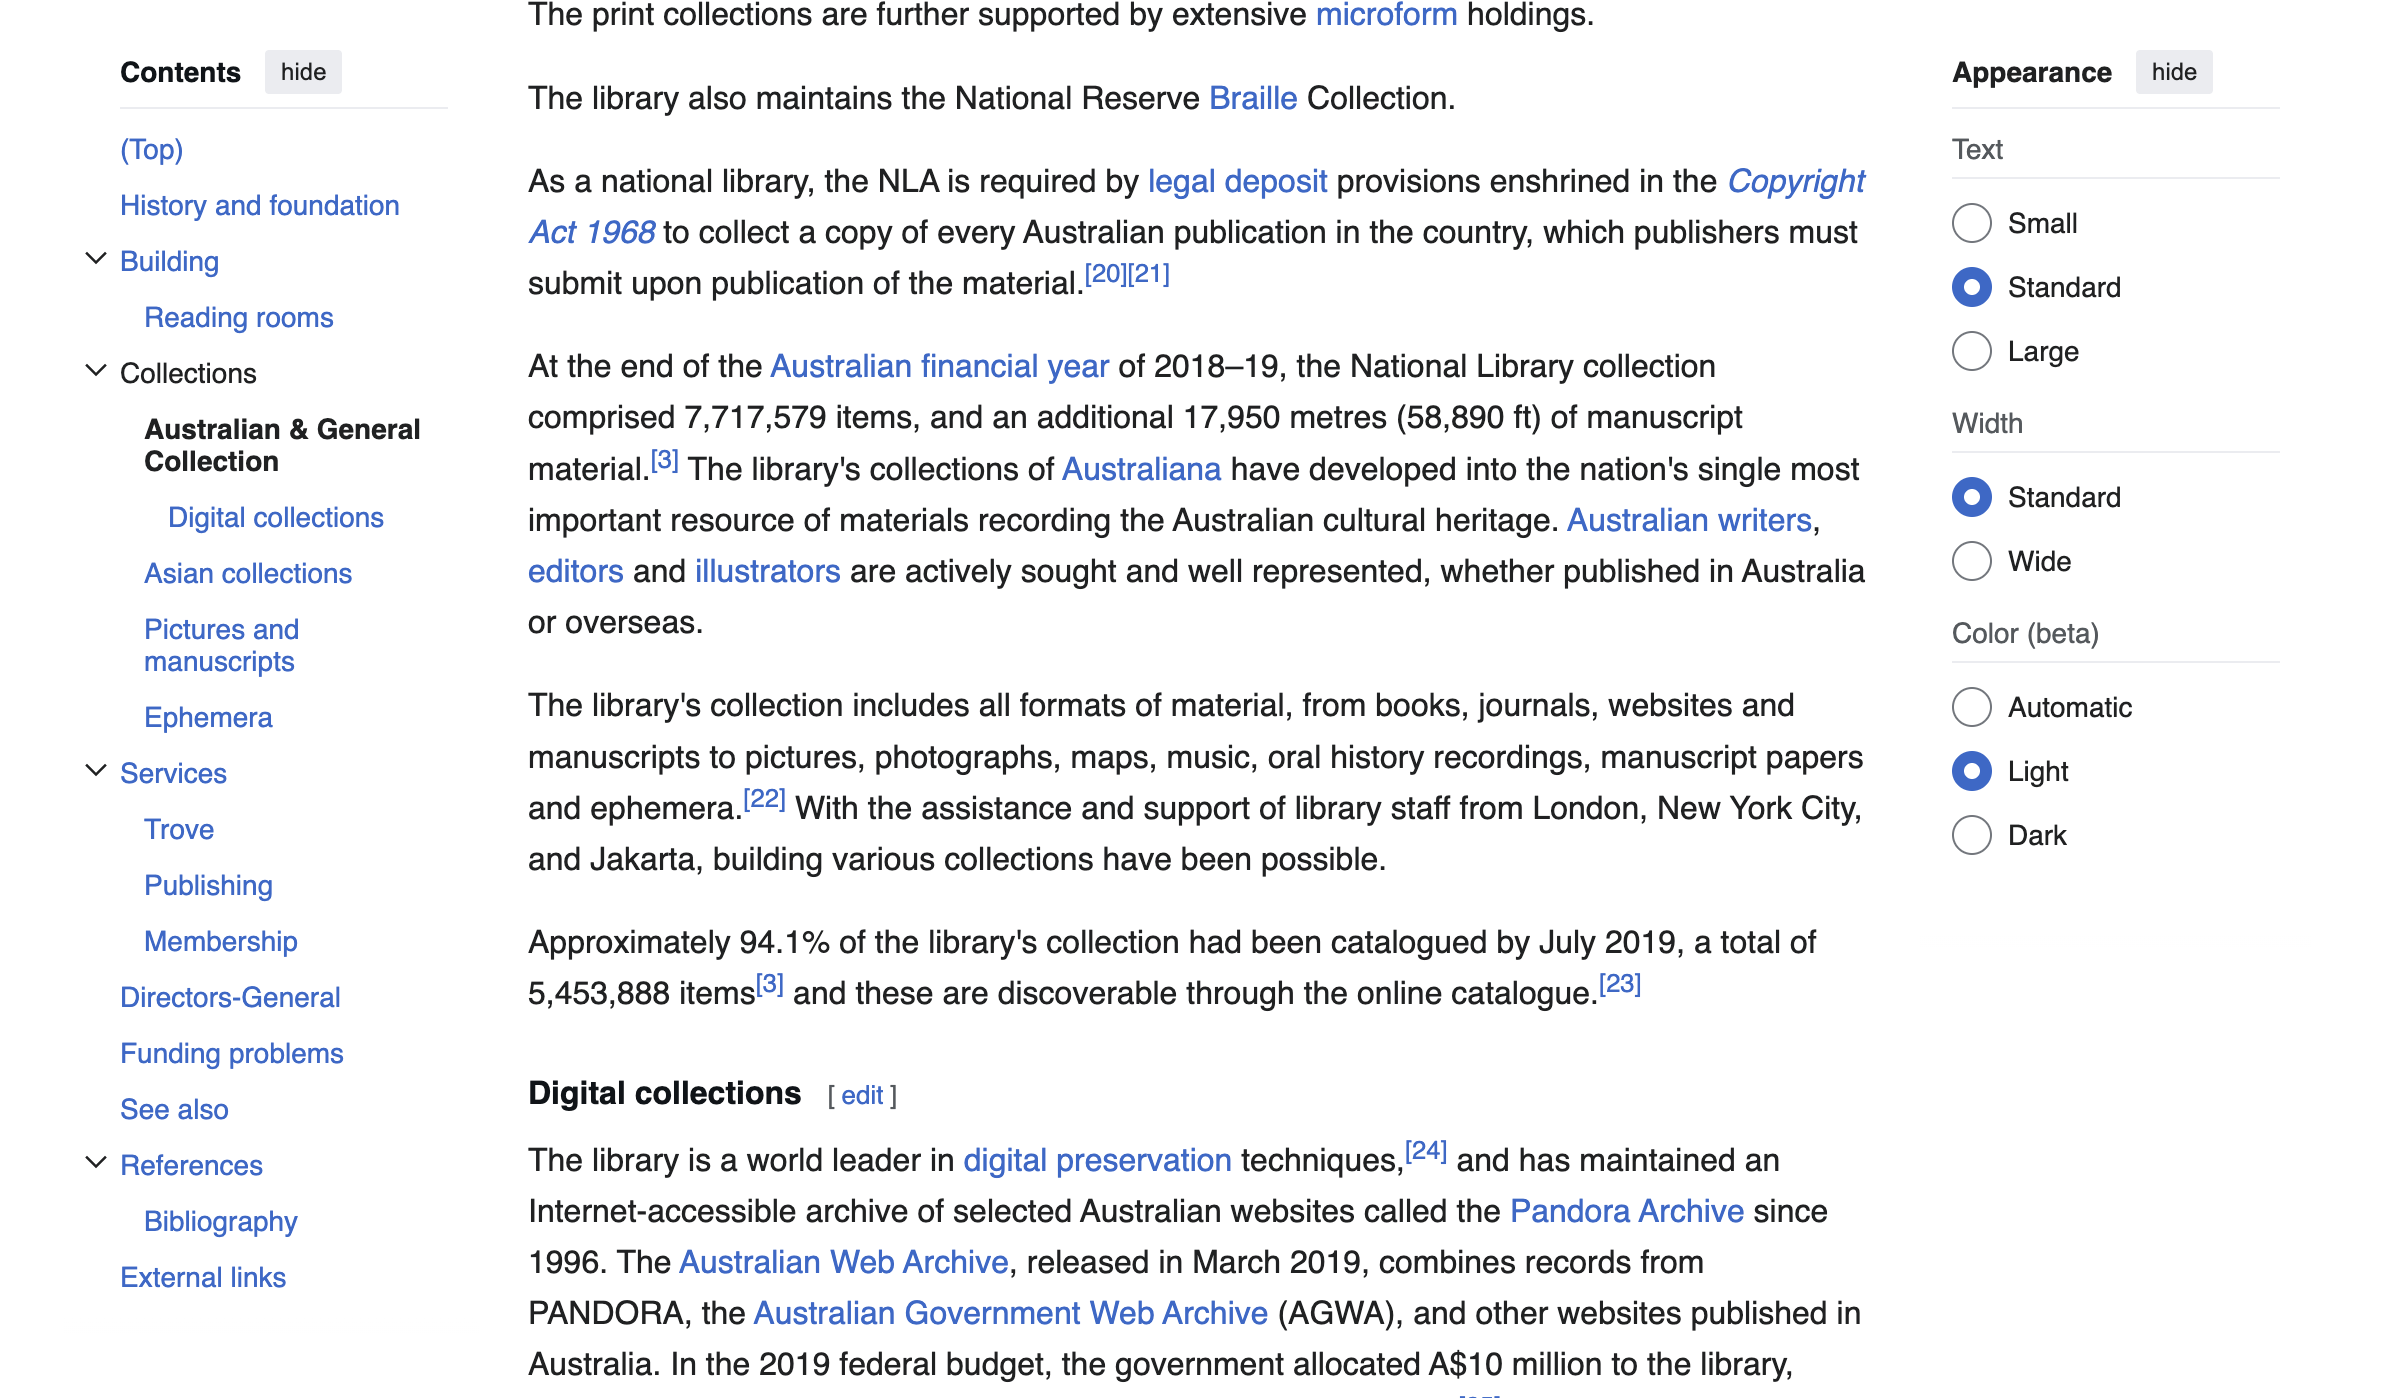 The print collections are further supported by extensive microform holdings.
Contents hide
(Top)
History and foundation
Building
Reading rooms
Collections
Australian & General
Collection
Digital collections
Asian collections
Pictures and
manuscripts
Ephemera
Services
Trove
Publishing
Membership
Directors-General
Funding problems
See also
References
Bibliography
External links
The library also maintains the National Reserve Braille Collection.
As a national library, the NLA is required by legal deposit provisions enshrined in the Copyright
Act 1968 to collect a copy of every Australian publication in the country, which publishers must
submit upon publication of the material.[20][21]
At the end of the Australian financial year of 2018–19, the National Library collection
comprised 7,717,579 items, and an additional 17,950 metres (58,890 ft) of manuscript
material.[3] The library's collections of Australiana have developed into the nation's single most
important resource of materials recording the Australian cultural heritage. Australian writers,
editors and illustrators are actively sought and well represented, whether published in Australia
or overseas.
The library's collection includes all formats of material, from books, journals, websites and
manuscripts to pictures, photographs, maps, music, oral history recordings, manuscript papers
and ephemera.[22] With the assistance and support of library staff from London, New York City,
and Jakarta, building various collections have been possible.
Approximately 94.1% of the library's collection had been catalogued by July 2019, a total of
5,453,888 items[3] and these are discoverable through the online catalogue.[23]
Digital collections [ edit ]
The library is a world leader in digital preservation techniques,[24] and has maintained an
Internet-accessible archive of selected Australian websites called the Pandora Archive since
1996. The Australian Web Archive, released in March 2019, combines records from
PANDORA, the Australian Government Web Archive (AGWA), and other websites published in
Australia. In the 2019 federal budget, the government allocated A$10 million to the library,
Appearance hide
Text
Small
Standard
Large
Width
Standard
Wide
Color (beta)
Automatic
Light
Dark